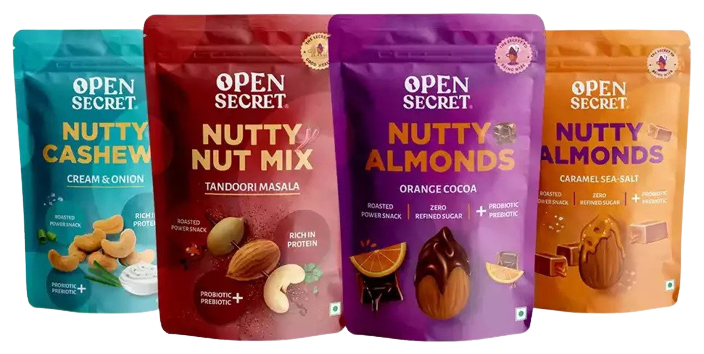 OPEN
SECRET
NUTTY
CASHEW
CREAM & ONION
ROASTED
POWER SNACK
RICH IN
PROTEIN
PROBIOTIC
PREBIOTIC +
OPEN
SECRET
NUTTY
NUT MIX
TANDOORI MASALA
ROASTED
POWER SNACK
RICH IN
PROTEIN
PROBIOTIC
PREBIOTIC +
OPEN
SECRET
NUTTY
ALMONDS
ORANGE COCOA
ROASTED
POWER SNACK
ZERO
REFINED SUGAR
+ PROBIOTIC
PREBIOTIC
OPEN
SECRET
NUTTY
ALMONDS
CARAMEL SEA-SALT
ROASTED
POWER SNACK
ZERO
REFINED SUGAR
+ PROBIOTIC
PREBIOTIC